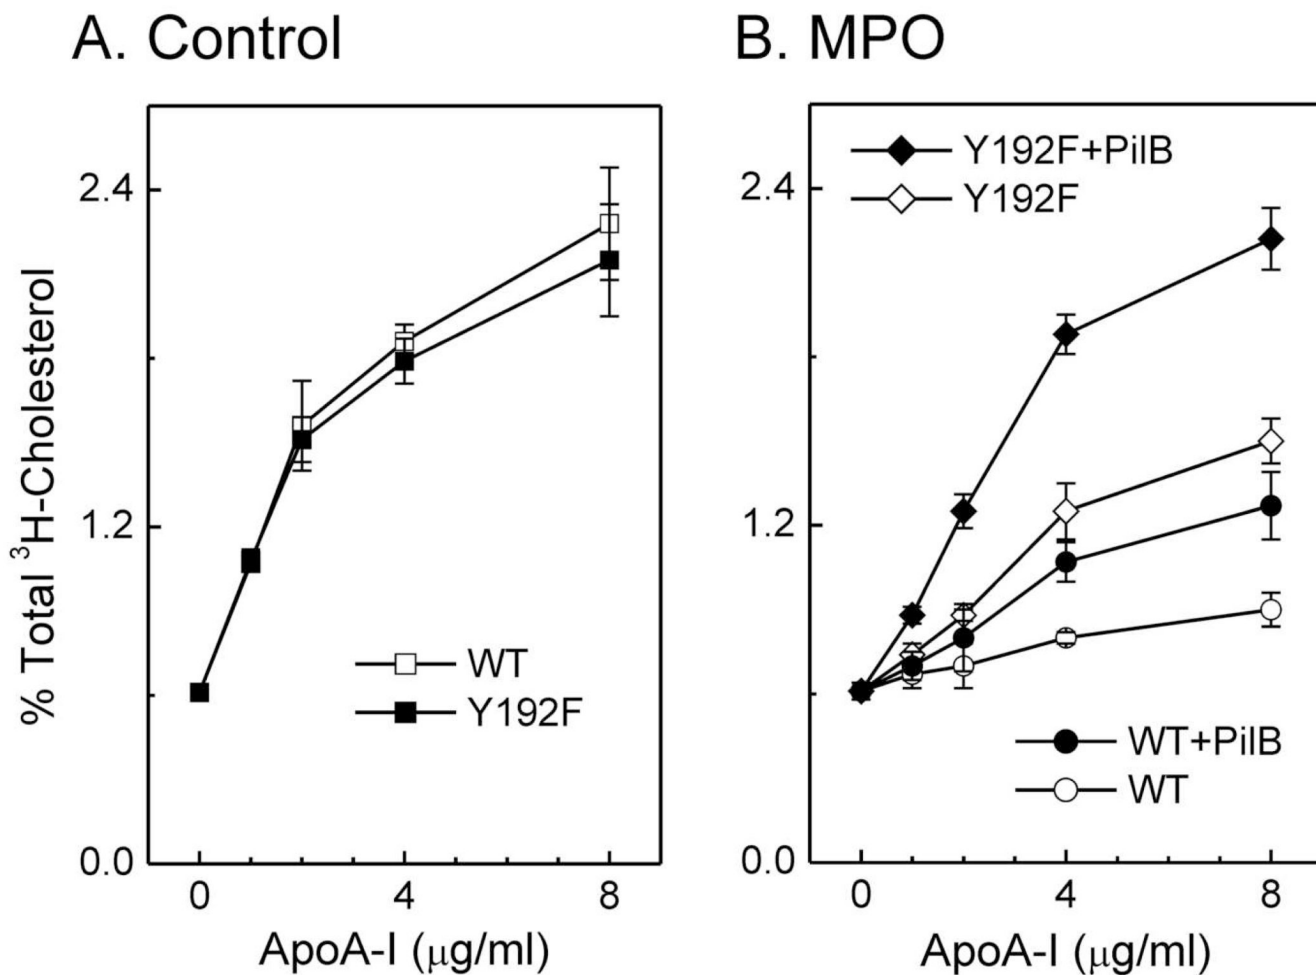 A. Control
% Total ³H-Cholesterol
2.4
1.2
0.0
WT
Y192F
0 4 8
ApoA-I (μg/ml)
B. MPO
2.4
1.2
0.0
Y192F+PilB
Y192F
WT+PilB
WT
0 4 8
ApoA-I (μg/ml)